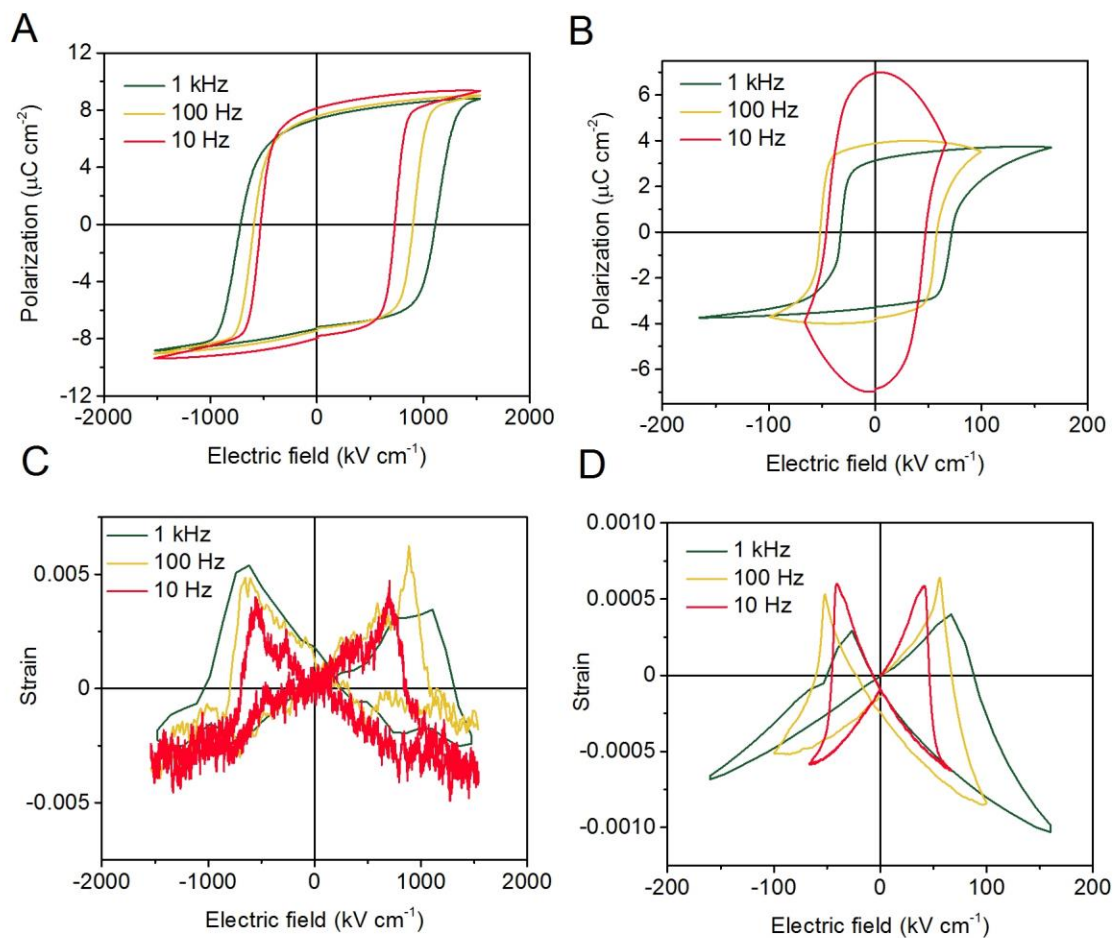 A
12
8
4
0
-4
-8
-12
1 kHz
100 Hz
10 Hz
Polarization (μC cm⁻²)
-2000 -1000 0 1000 2000
Electric field (kV cm⁻¹)
B
6
4
2
0
-2
-4
-6
1 kHz
100 Hz
10 Hz
Polarization (μC cm⁻²)
-200 -100 0 100 200
Electric field (kV cm⁻¹)
C
0.005
0
-0.005
1 kHz
100 Hz
10 Hz
Strain
-2000 -1000 0 1000 2000
Electric field (kV cm⁻¹)
D
0.0010
0.0005
0
-0.0005
-0.0010
1 kHz
100 Hz
10 Hz
Strain
-200 -100 0 100 200
Electric field (kV cm⁻¹)